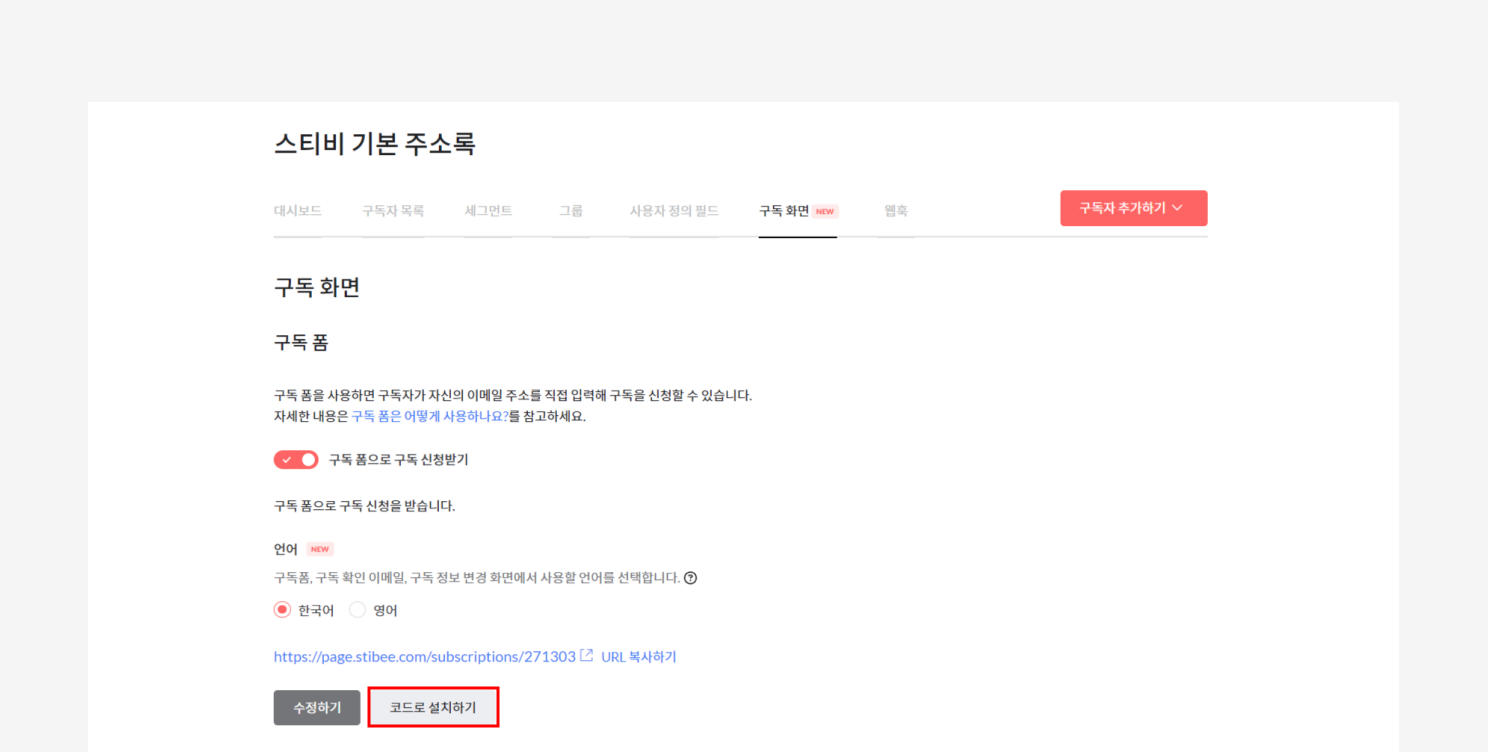 스티비 기본 주소록
대시보드 구독자 목록 세그먼트 그룹 사용자 정의 필드 구독 화면 NEW 웹훅 구독자 추가하기
구독 화면
구독 폼
구독 폼을 사용하면 구독자가 자신의 이메일 주소를 직접 입력해 구독을 신청할 수 있습니다.
자세한 내용은 구독 폼은 어떻게 사용하나요?를 참고하세요.
구독 폼으로 구독 신청받기
구독 폼으로 구독 신청을 받습니다.
언어 NEW
구독폼, 구독 확인 이메일, 구독 정보 변경 화면에서 사용할 언어를 선택합니다. ?
한국어 영어
https://page.stibee.com/subscriptions/271303 URL 복사하기
수정하기 코드로 설치하기